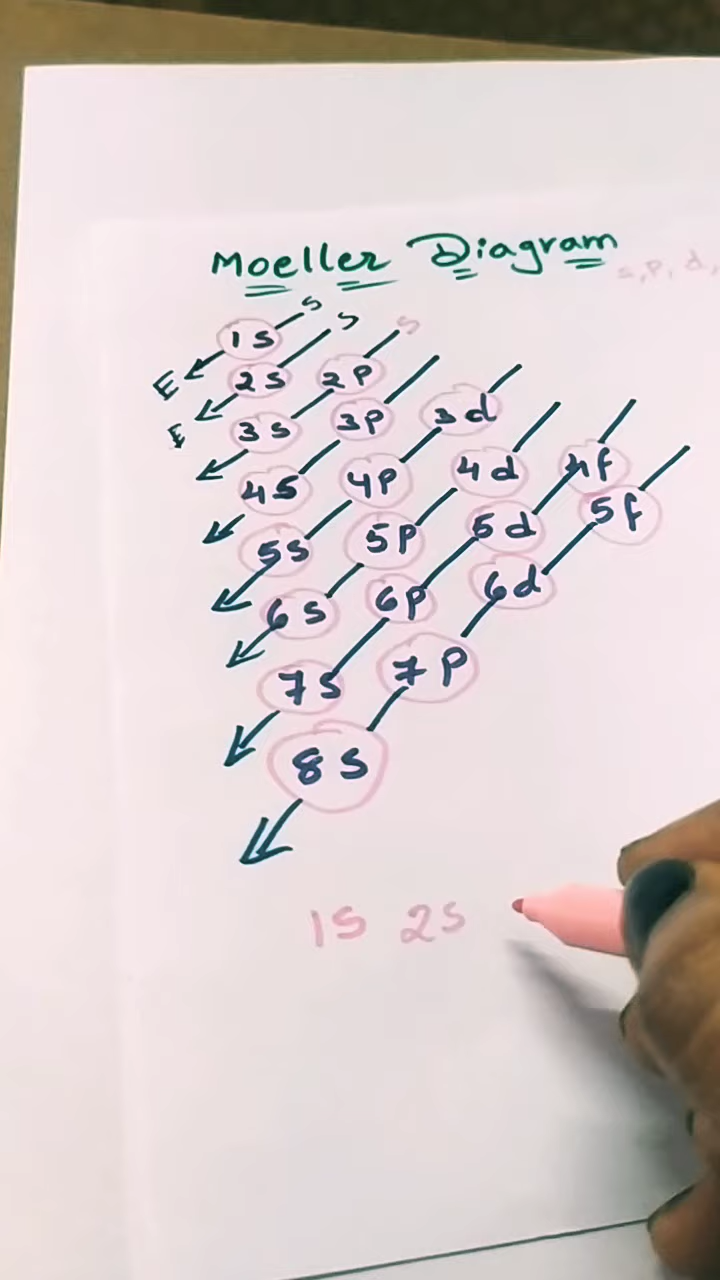 Moeller Diagram
s, p, d,
S
1S S
E 2S 2P S
E 3S 3P 3d
4S 4P 4d 4f
5S 5P 5d 5f
6S 6P 6d
7S 7P
8S
1S 2S